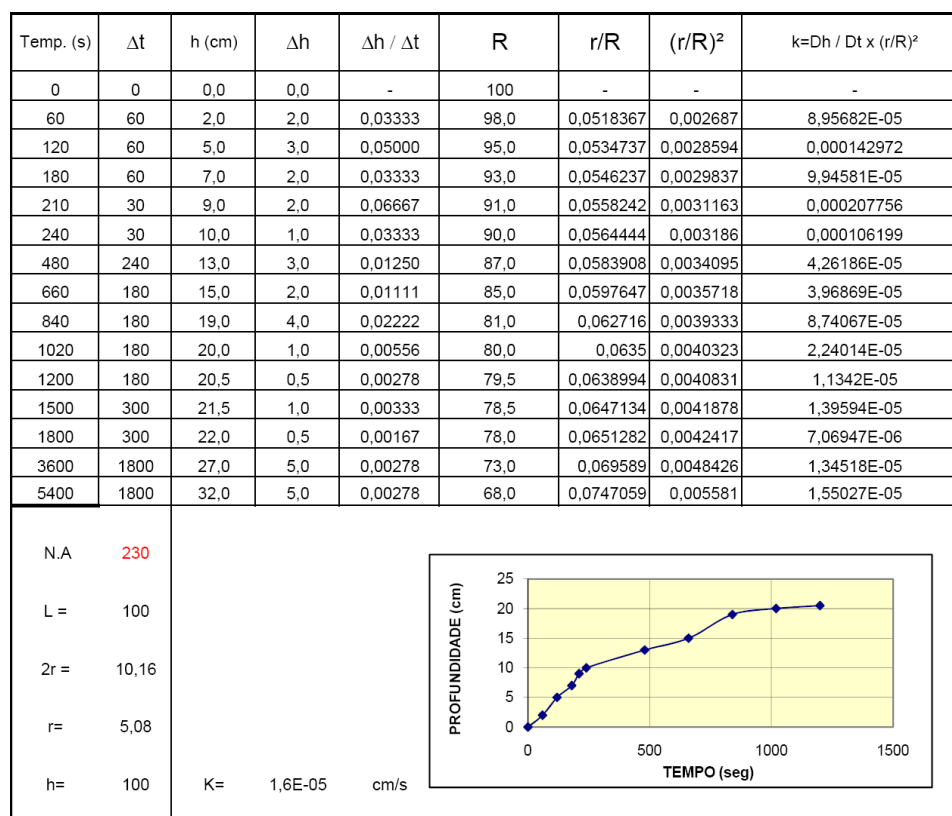 Temp. (s) Δt h (cm) Δh Δh / Δt R r/R (r/R)² k=Dh / Dt x (r/R)²
0 0 0,0 0,0 - 100 - - -
60 60 2,0 2,0 0,03333 98,0 0,0518367 0,002687 8,95682E-05
120 60 5,0 3,0 0,05000 95,0 0,0534737 0,0028594 0,000142972
180 60 7,0 2,0 0,03333 93,0 0,0546237 0,0029837 9,94581E-05
210 30 9,0 2,0 0,06667 91,0 0,0558242 0,0031163 0,000207756
240 30 10,0 1,0 0,03333 90,0 0,0564444 0,003186 0,000106199
480 240 13,0 3,0 0,01250 87,0 0,0583908 0,0034095 4,26186E-05
660 180 15,0 2,0 0,01111 85,0 0,0597647 0,0035718 3,96869E-05
840 180 19,0 4,0 0,02222 81,0 0,062716 0,0039333 8,74067E-05
1020 180 20,0 1,0 0,00556 80,0 0,0635 0,0040323 2,24014E-05
1200 180 20,5 0,5 0,00278 79,5 0,0638994 0,0040831 1,1342E-05
1500 300 21,5 1,0 0,00333 78,5 0,0647134 0,0041878 1,39594E-05
1800 300 22,0 0,5 0,00167 78,0 0,0651282 0,0042417 7,06947E-06
3600 1800 27,0 5,0 0,00278 73,0 0,069589 0,0048426 1,34518E-05
5400 1800 32,0 5,0 0,00278 68,0 0,0747059 0,005581 1,55027E-05
N.A 230
L = 100
2r = 10,16
r= 5,08
h= 100 K= 1,6E-05 cm/s
PROFUNDIDADE (cm)
25
20
15
10
5
0
0 500 1000 1500
TEMPO (seg)